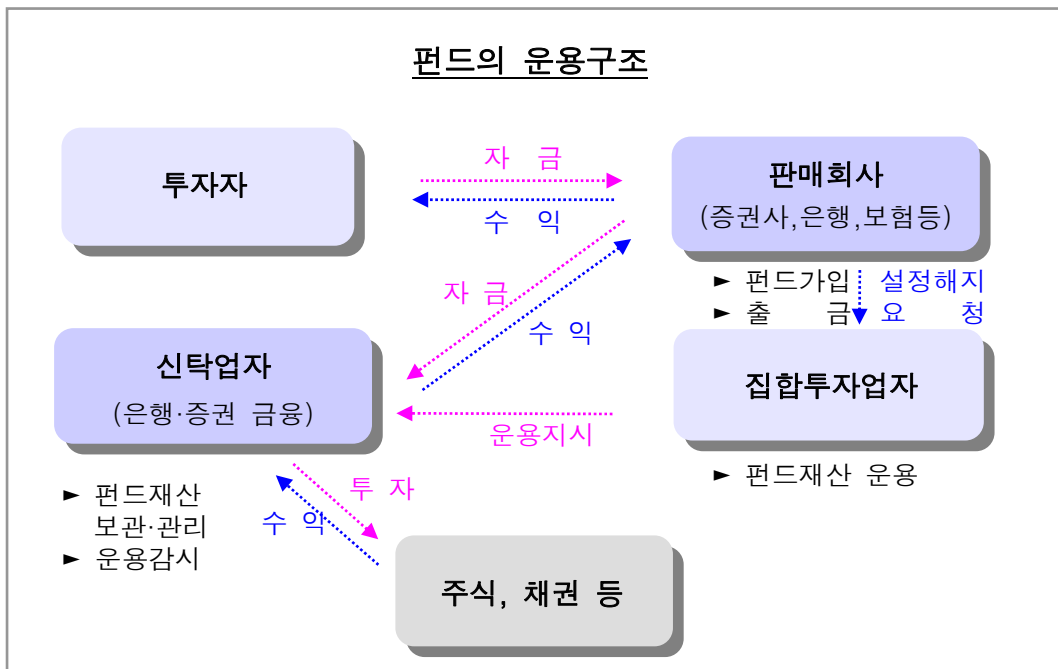 펀드의 운용구조
투자자
자 금
수 익
판매회사
(증권사,은행,보험등)
► 펀드가입
► 출 금
설정해지
요 청
자 금
수 익
신탁업자
(은행·증권 금융)
집합투자업자
운용지시
► 펀드재산 운용
► 펀드재산
보관·관리
► 운용감시
투 자
수 익
주식, 채권 등